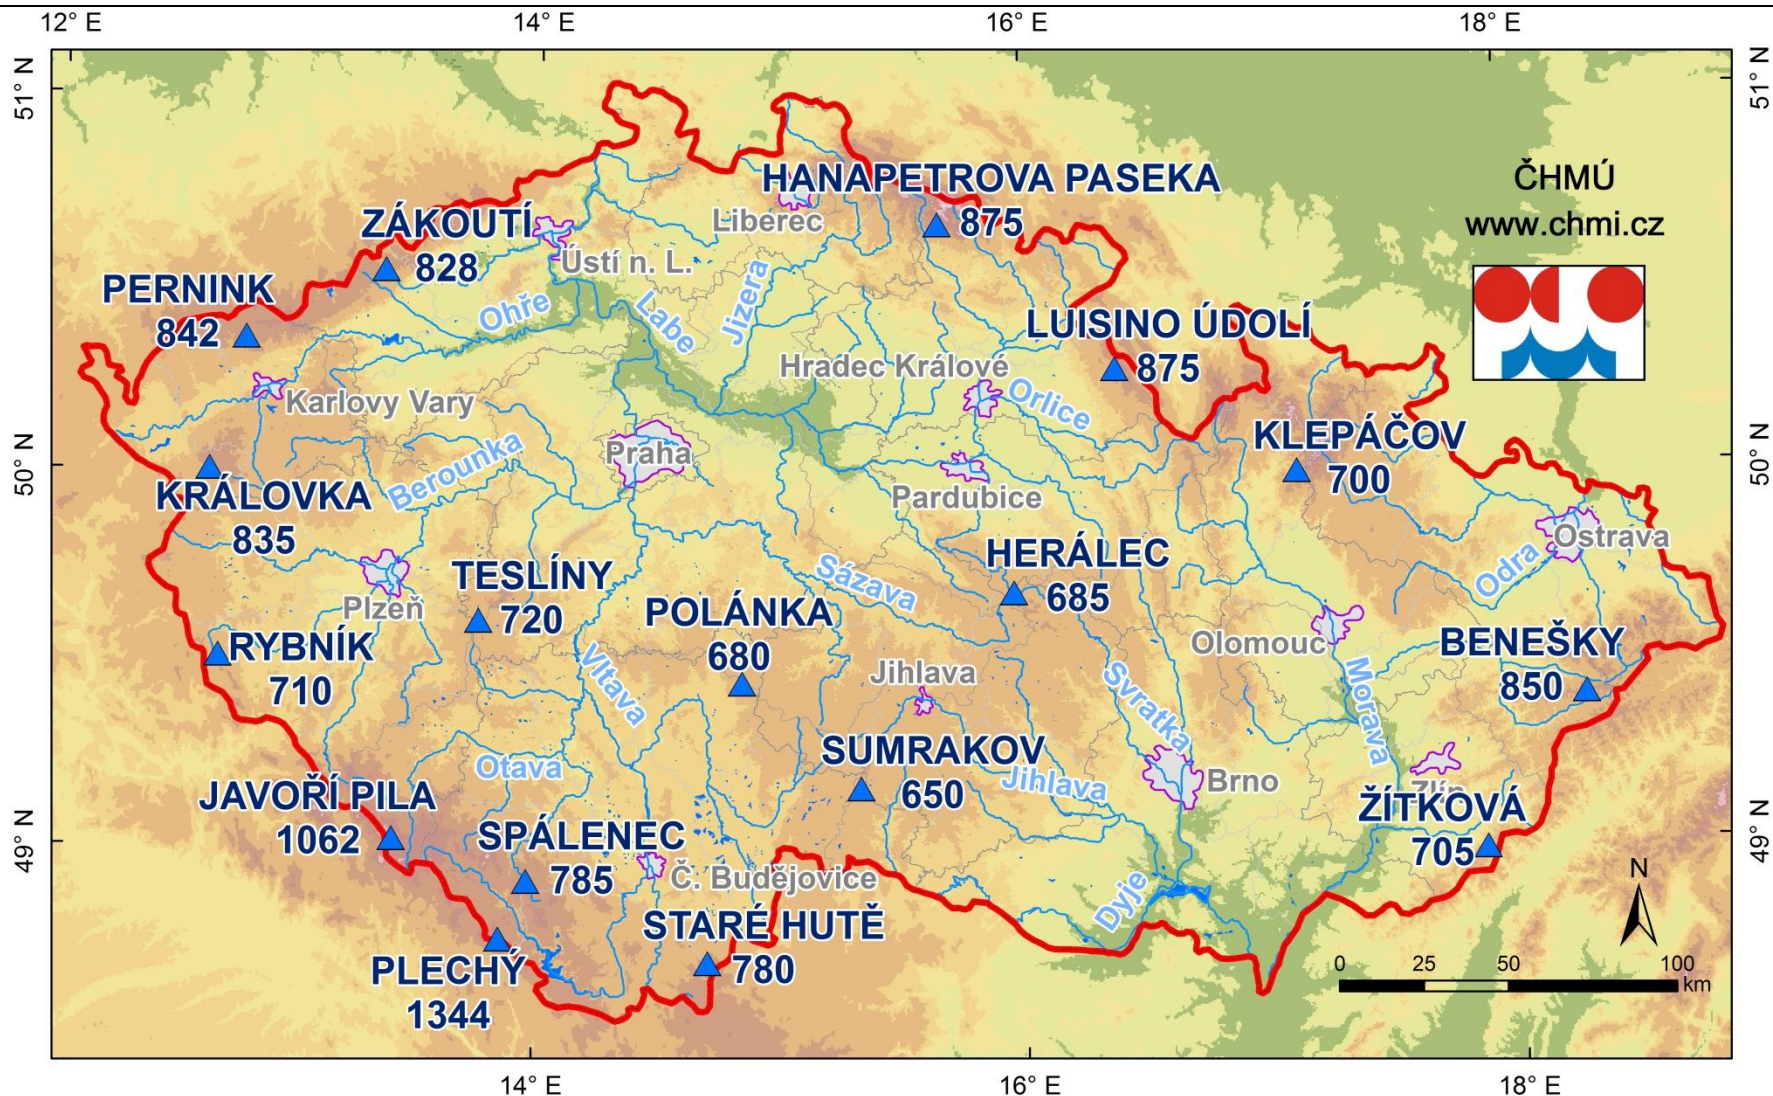 12° E
14° E
16° E
18° E
51° N
51° N
HANAPETROVA PASEKA
875
ČHMÚ
www.chmi.cz
Liberec
ZÁKOUTÍ
828
Ústí n. L.
PERNINK
842
Ohře
Labe
Jizera
LUISINO ÚDOLÍ
875
Hradec Králové
Orlice
Karlovy Vary
Praha
Berounka
50° N
50° N
KLEPÁČOV
700
KRÁLOVKA
835
Pardubice
Ostrava
Odra
HERÁLEC
685
Sázava
TESLÍNY
720
Plzeň
POLÁNKA
680
RYBNÍK
710
Vltava
Jihlava
Olomouc
Morava
BENEŠKY
850
Svratka
SUMRAKOV
650
Otava
Jihlava
Brno
Zlín
JAVOŘÍ PILA
1062
SPÁLENEC
785
Č. Budějovice
ŽÍTKOVÁ
705
49° N
49° N
N
STARÉ HUTĚ
780
Dyje
PLECHÝ
1344
0 25 50 100
km
14° E
16° E
18° E